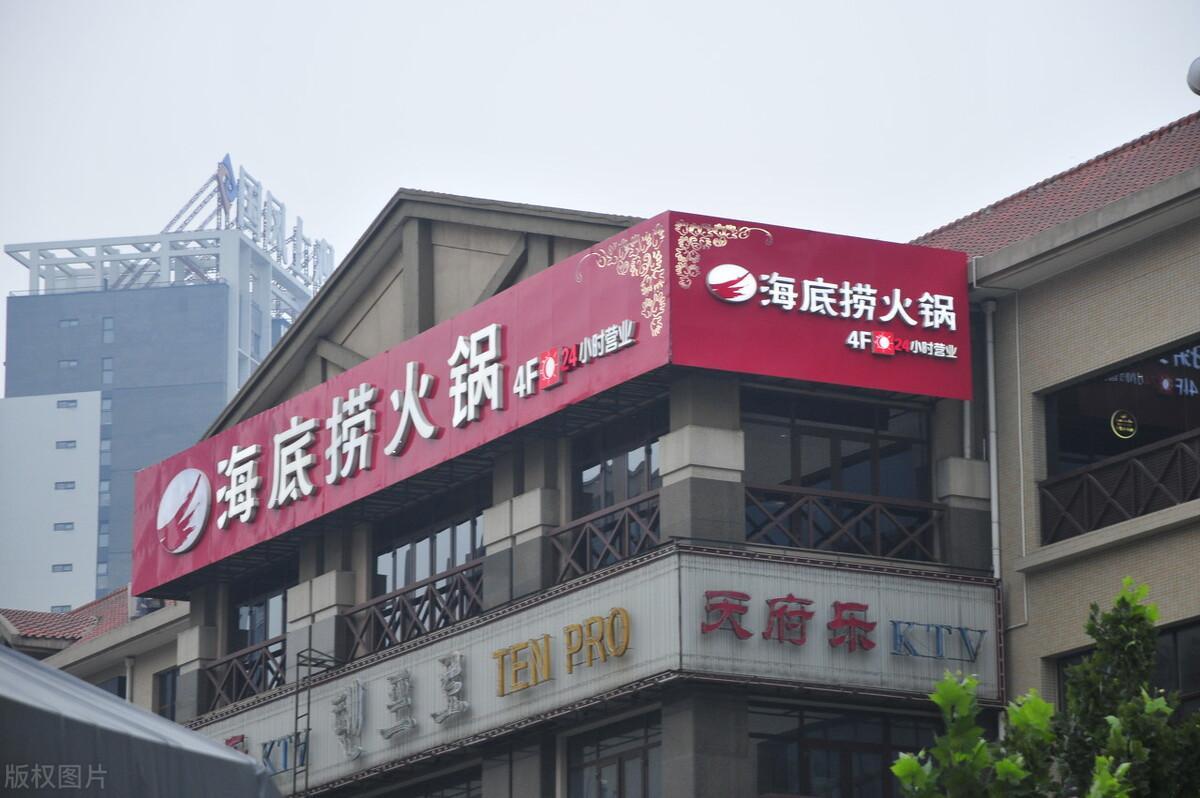 海底捞火锅
4F 24小时营业
海底捞火锅
4F 24小时营业
TEN PRO
天府乐 KTV
版权图片